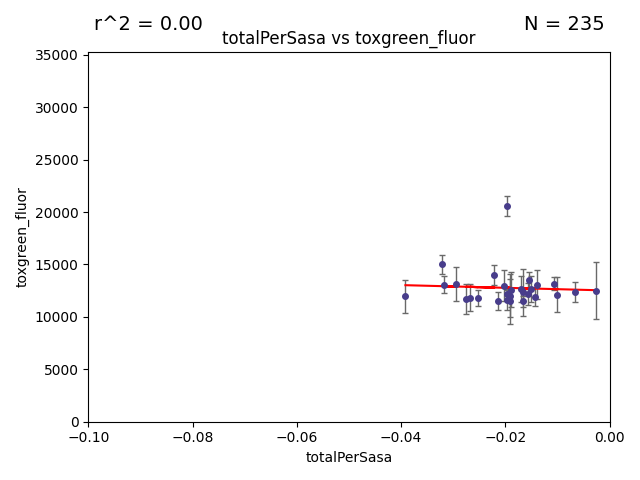 r^2 = 0.00
N = 235
totalPerSasa vs toxgreen_fluor
35000
30000
25000
20000
15000
10000
5000
0
toxgreen_fluor
−0.10
−0.08
−0.06
−0.04
−0.02
0.00
totalPerSasa